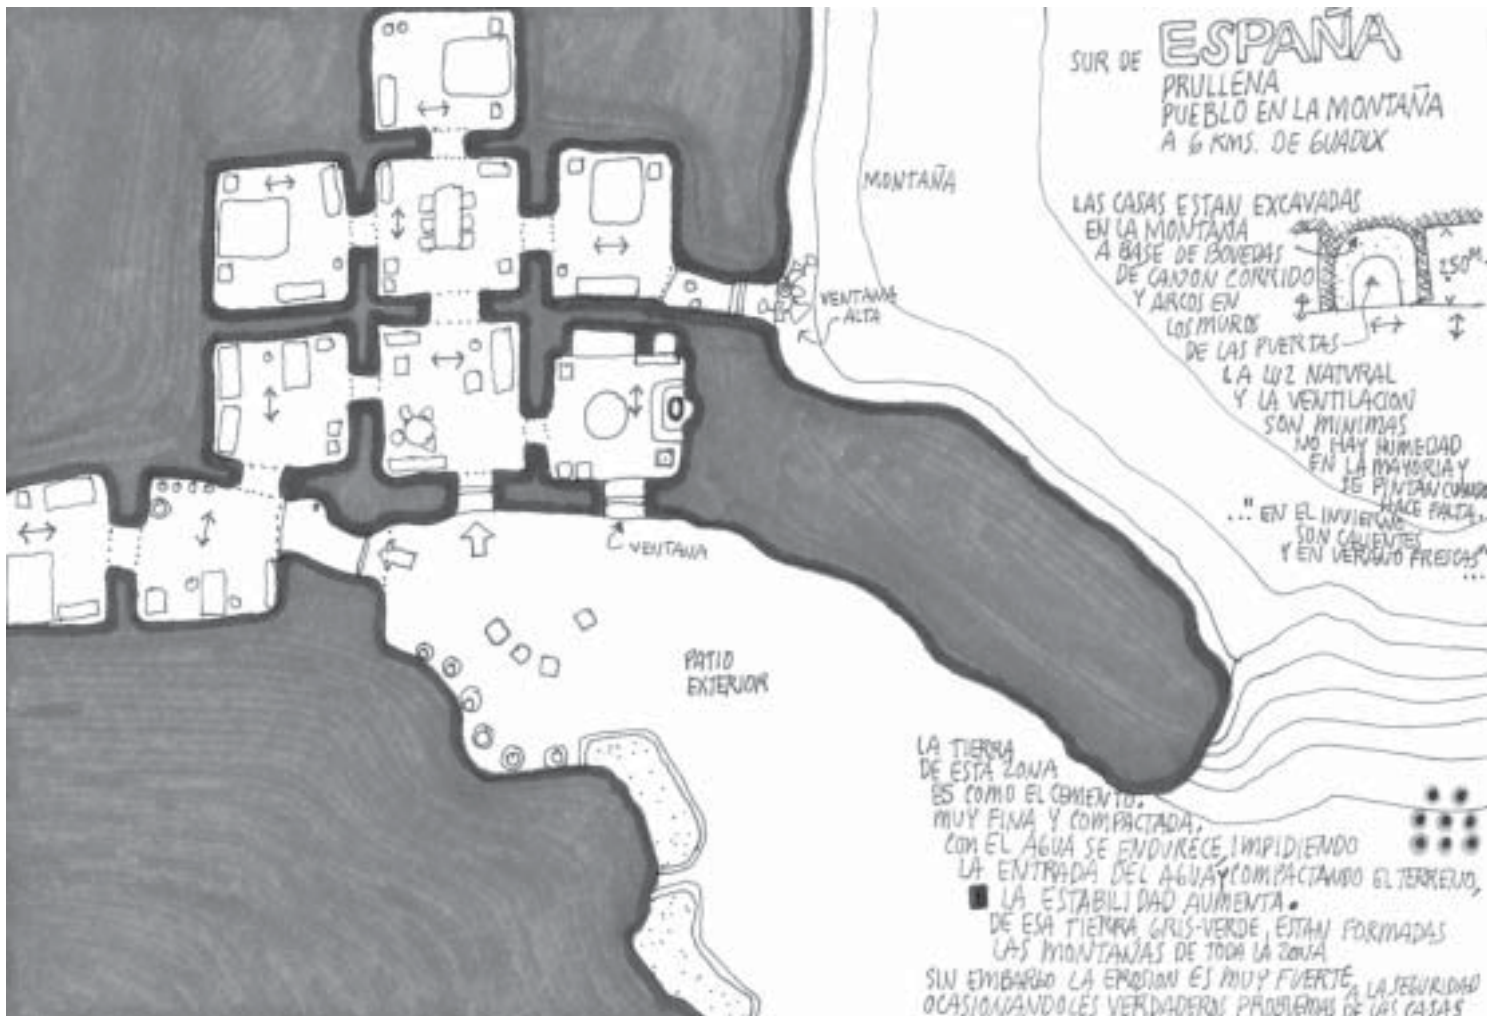 SUR DE ESPAÑA
PRULLENA
PUEBLO EN LA MONTAÑA
A 6 KMS. DE GUADIX
MONTAÑA
LAS CASAS ESTAN EXCAVADAS
EN LA MONTAÑA
A BASE DE BOVEDAS
DE CANZON CORRIDO
Y ARCOS EN
LOS MUROS
DE LAS PUERTAS
2,50 M.
VENTANA
ALTA
LA LUZ NATURAL
Y LA VENTILACION
SON MINIMAS
NO HAY HUMEDAD
EN LA MAYORIA Y
SE PINTAN CUANDO
HACE FALTA.
..." EN EL INVIERNO
SON CALIENTES
Y EN VERANO FRESCAS"
...
VENTANA
PATIO
EXTERIOR
LA TIERRA
DE ESTA ZONA
ES COMO EL CEMENTO.
MUY FINA Y COMPACTADA.
CON EL AGUA SE ENDURECE, IMPIDIENDO
LA ENTRADA DEL AGUA Y COMPACTANDO EL TERRENO,
LA ESTABILIDAD AUMENTA.
DE ESA TIERRA GRIS-VERDE, ESTAN FORMADAS
LAS MONTAÑAS DE TODA LA ZONA
SIN EMBARGO LA EROSION ES MUY FUERTE, A LA SEGURIDAD
OCASIONANDOLES VERDADEROS PROBLEMAS DE LAS CASAS